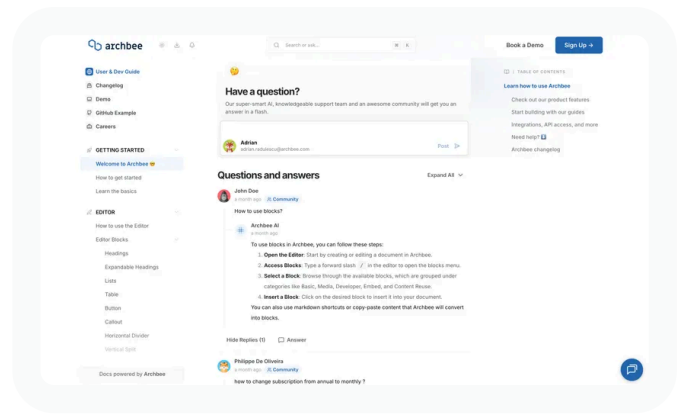 archbee
Search or ask...
⌘ K
Book a Demo
Sign Up →
User & Dev Guide
Changelog
Demo
GitHub Example
Careers
GETTING STARTED
Welcome to Archbee 😎
How to get started
Learn the basics
EDITOR
How to use the Editor
Editor Blocks
Headings
Expandable Headings
Lists
Table
Button
Callout
Horizontal Divider
Vertical Split
Docs powered by Archbee
Have a question?
Our super-smart AI, knowledgeable support team and an awesome community will get you an
answer in a flash.
Adrian
adrian.radulescu@archbee.com
Post
Questions and answers
Expand All
John Doe
a month ago
Community
How to use blocks?
Archbee AI
a month ago
To use blocks in Archbee, you can follow these steps:
1. Open the Editor: Start by creating or editing a document in Archbee.
2. Access Blocks: Type a forward slash / in the editor to open the blocks menu.
3. Select a Block: Browse through the available blocks, which are grouped under
categories like Basic, Media, Developer, Embed, and Content Reuse.
4. Insert a Block: Click on the desired block to insert it into your document.
You can also use markdown shortcuts or copy-paste content that Archbee will convert
into blocks.
Hide Replies (1)
Answer
Philippe De Oliveira
a month ago
Community
how to change subscription from annual to monthly ?
TABLE OF CONTENTS
Learn how to use Archbee
Check out our product features
Start building with our guides
Integrations, API access, and more
Need help?
Archbee changelog